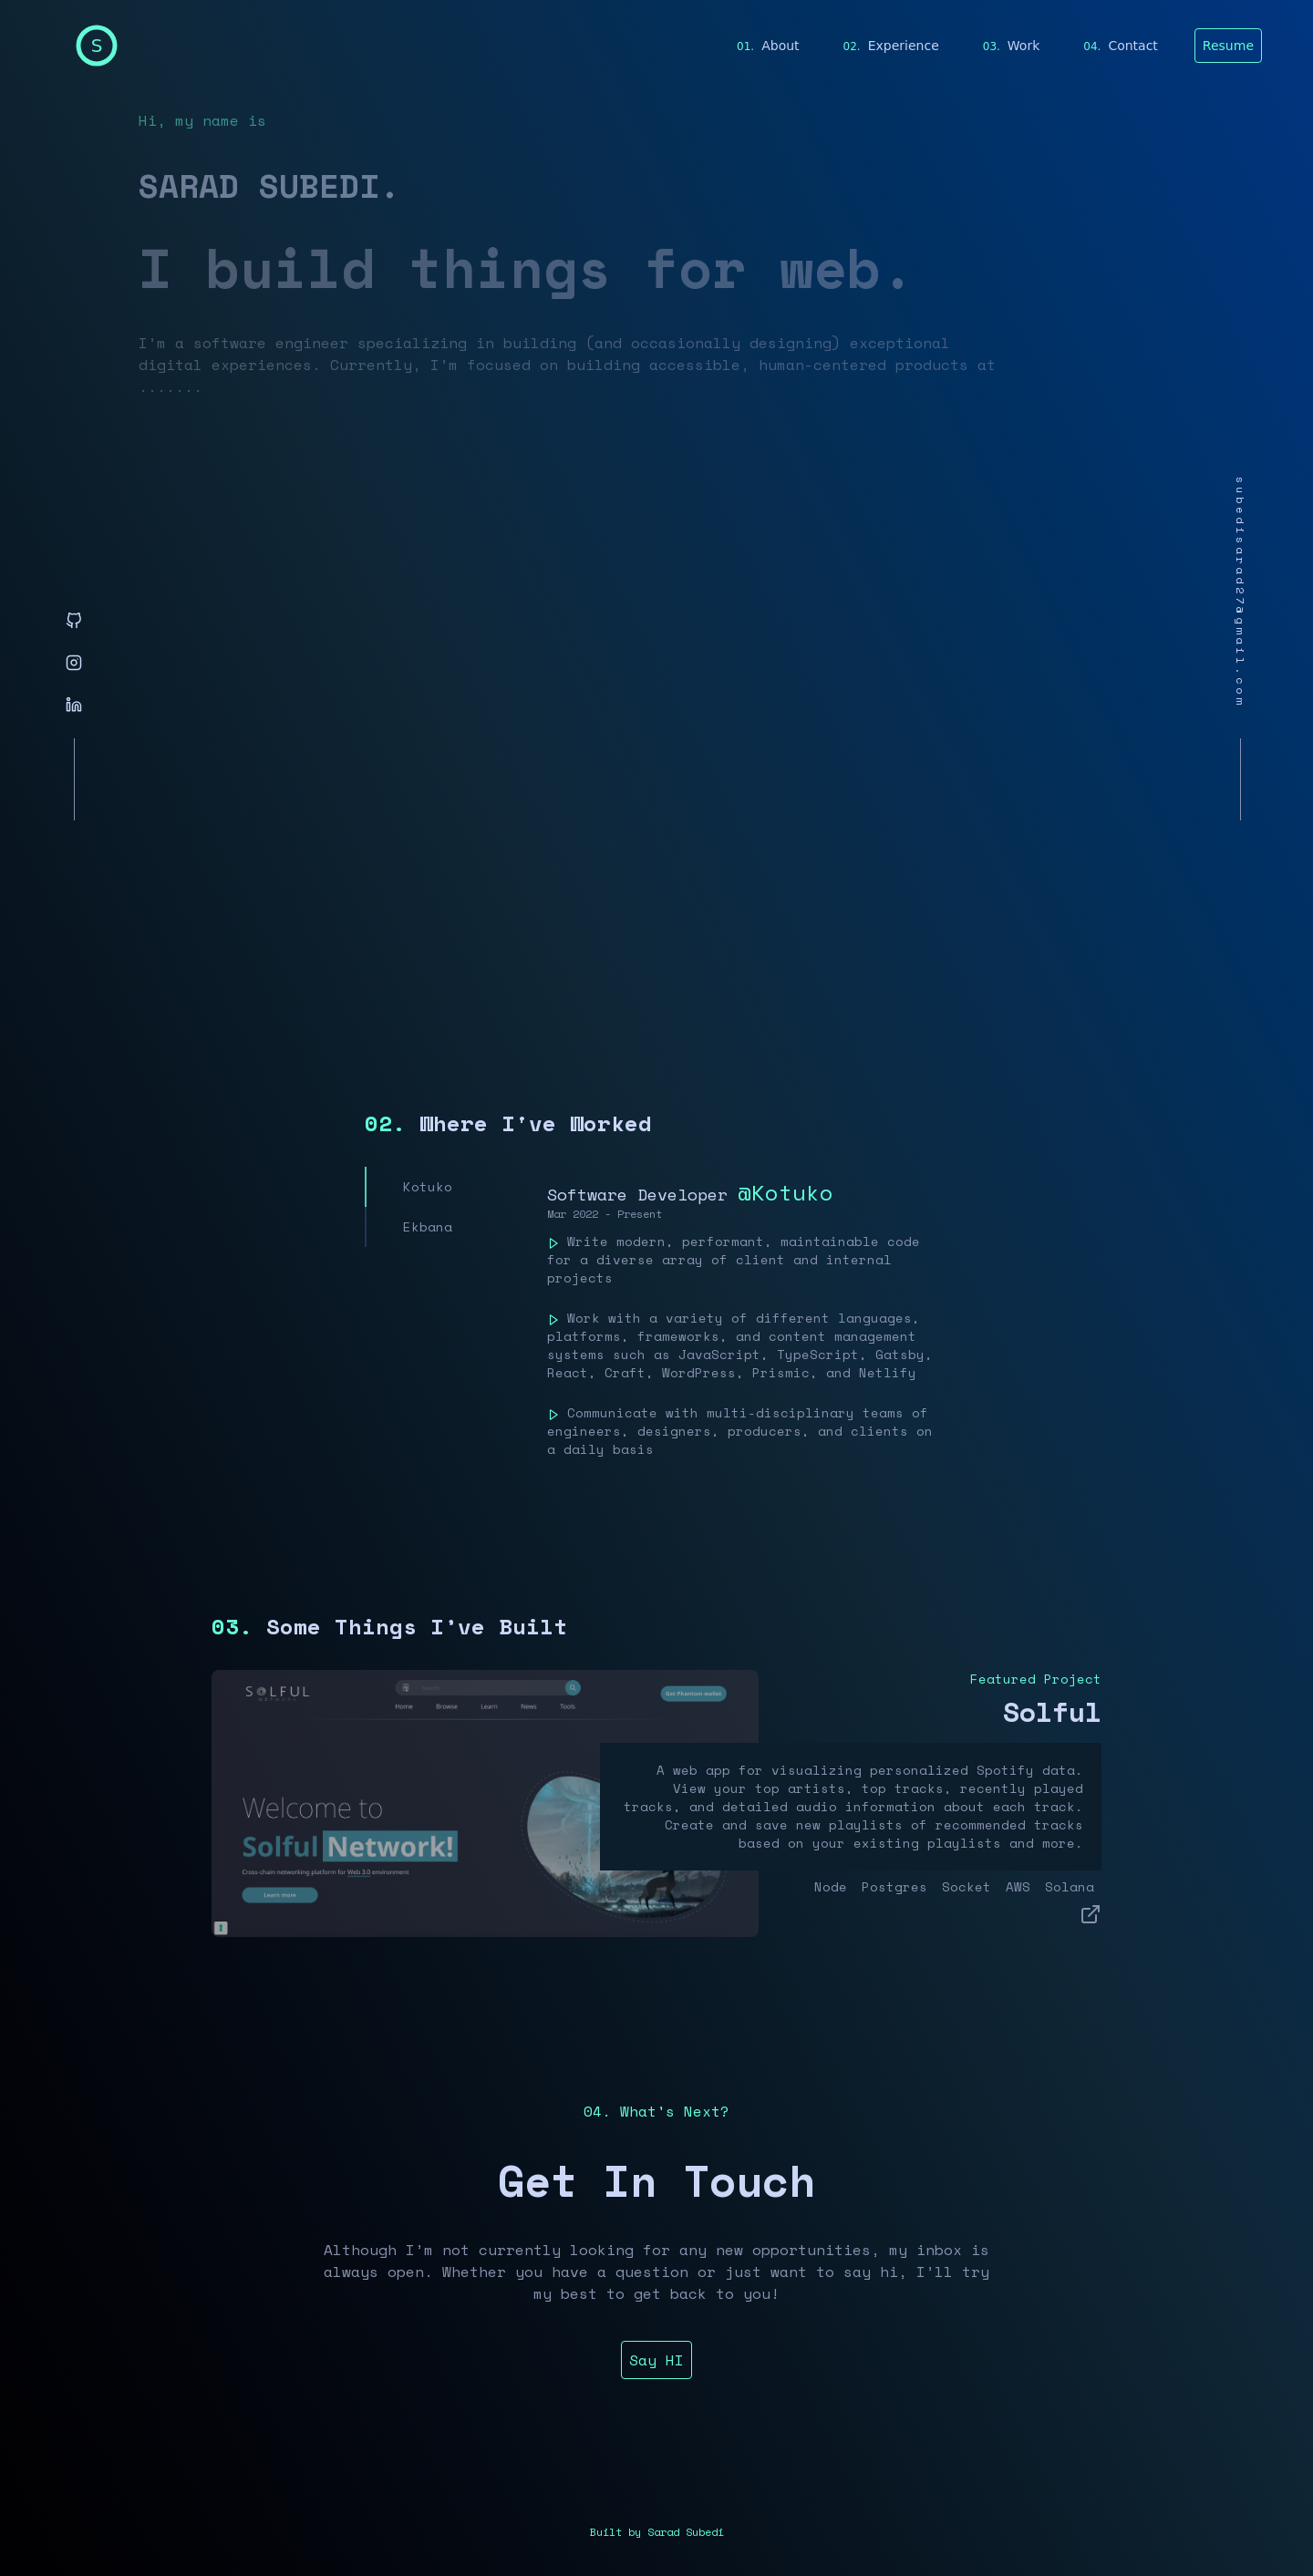 S
01. About
02. Experience
03. Work
04. Contact
Resume
Hi, my name is
SARAD SUBEDI.
I build things for web.
I'm a software engineer specializing in building (and occasionally designing) exceptional
digital experiences. Currently, I'm focused on building accessible, human-centered products at
.......
subedisarad27@gmail.com
02. Where I've Worked
Kotuko
Ekbana
Software Developer @Kotuko
Mar 2022 - Present
Write modern, performant, maintainable code
for a diverse array of client and internal
projects
Work with a variety of different languages,
platforms, frameworks, and content management
systems such as JavaScript, TypeScript, Gatsby,
React, Craft, WordPress, Prismic, and Netlify
Communicate with multi-disciplinary teams of
engineers, designers, producers, and clients on
a daily basis
03. Some Things I've Built
SOLFUL
NETWORK
Search
Get Phantom wallet
Home Browse Learn News Tools
Welcome to
Solful Network!
Cross-chain networking platform for Web 3.0 environment
Learn more
Featured Project
Solful
A web app for visualizing personalized Spotify data.
View your top artists, top tracks, recently played
tracks, and detailed audio information about each track.
Create and save new playlists of recommended tracks
based on your existing playlists and more.
Node Postgres Socket AWS Solana
04. What's Next?
Get In Touch
Although I'm not currently looking for any new opportunities, my inbox is
always open. Whether you have a question or just want to say hi, I'll try
my best to get back to you!
Say HI
Built by Sarad Subedi